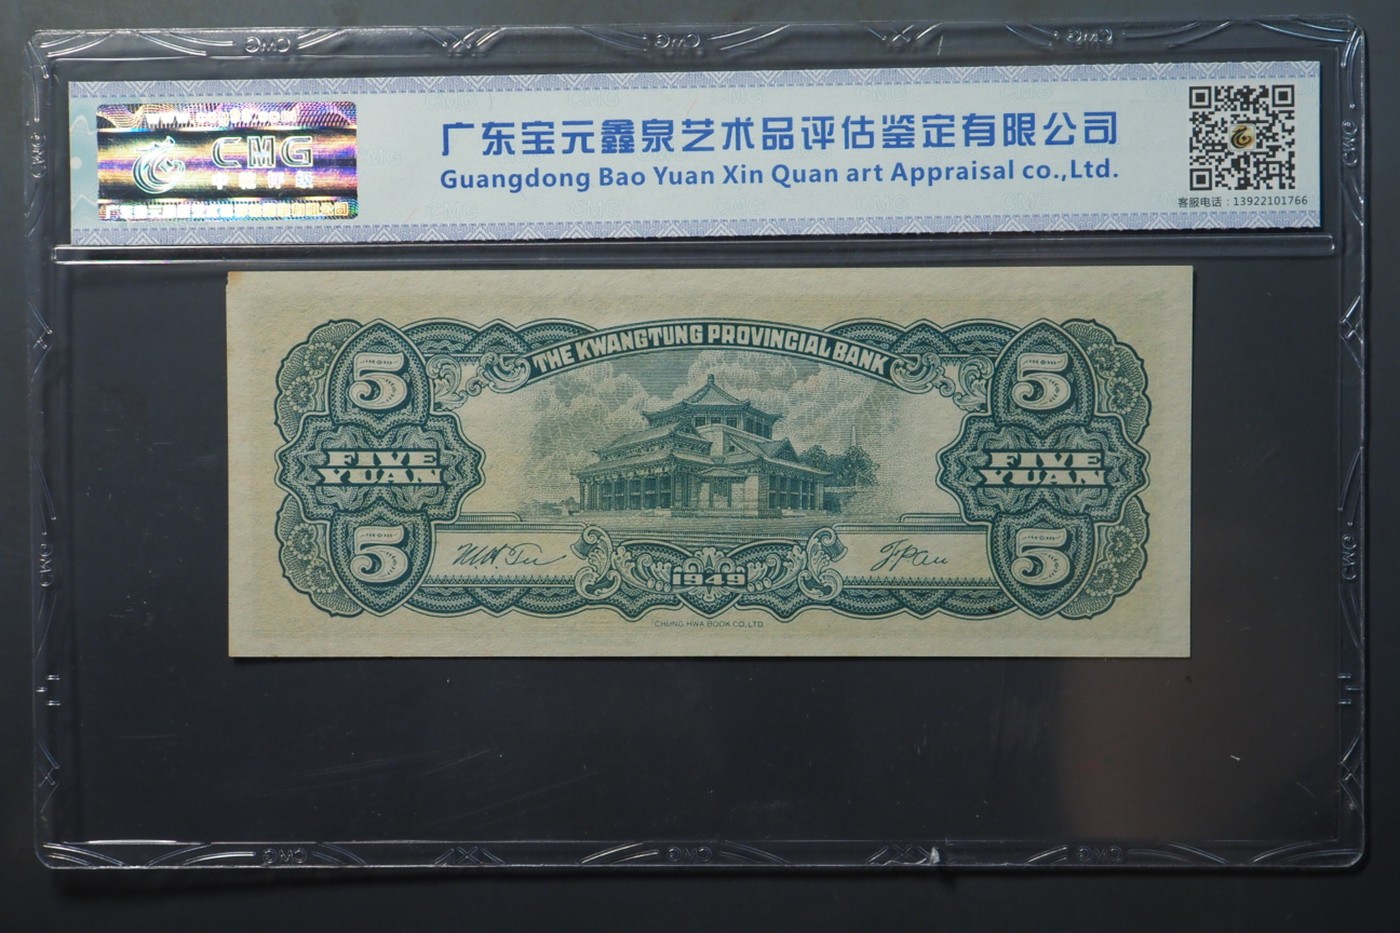 CMG
广东宝元鑫泉艺术品评估鉴定有限公司
Guangdong Bao Yuan Xin Quan art Appraisal co.,Ltd.
客服电话：13922101766
THE KWANGTUNG PROVINCIAL BANK
5
5
FIVE
YUAN
FIVE
YUAN
5
5
1949
CHUNG HWA BOOK CO,LTD.